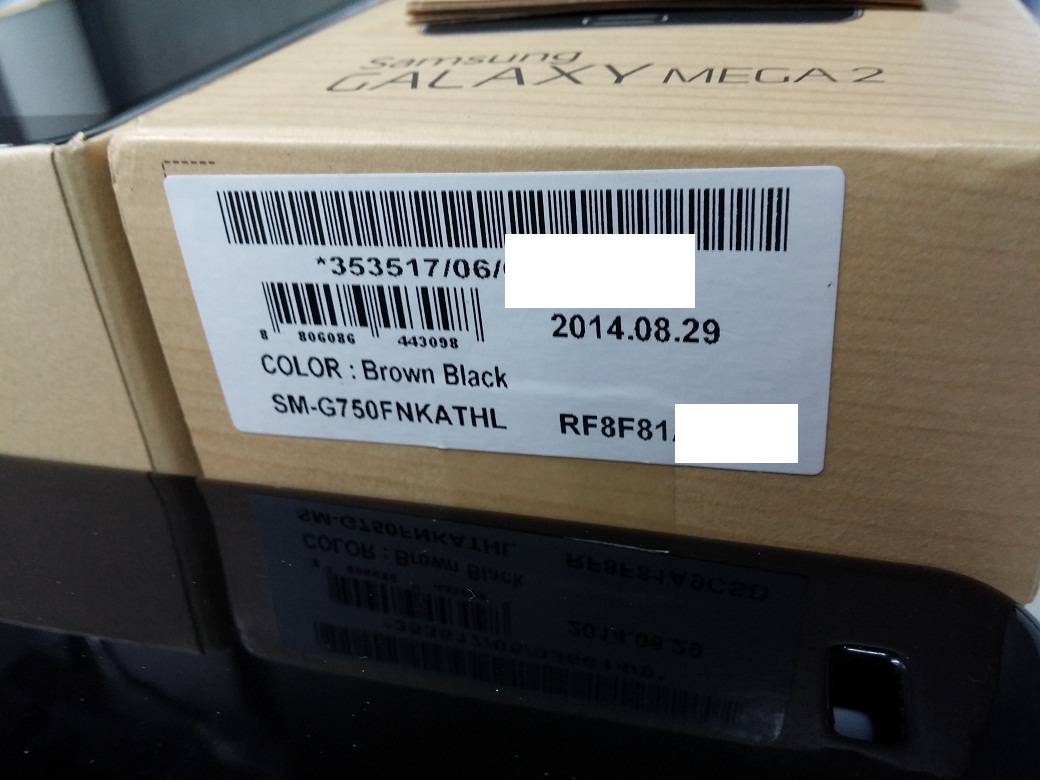 Samsung
GALAXY MEGA 2
*353517/06/
8 806086 443098
2014.08.29
COLOR : Brown Black
SM-G750FNKATHL
RF8F81